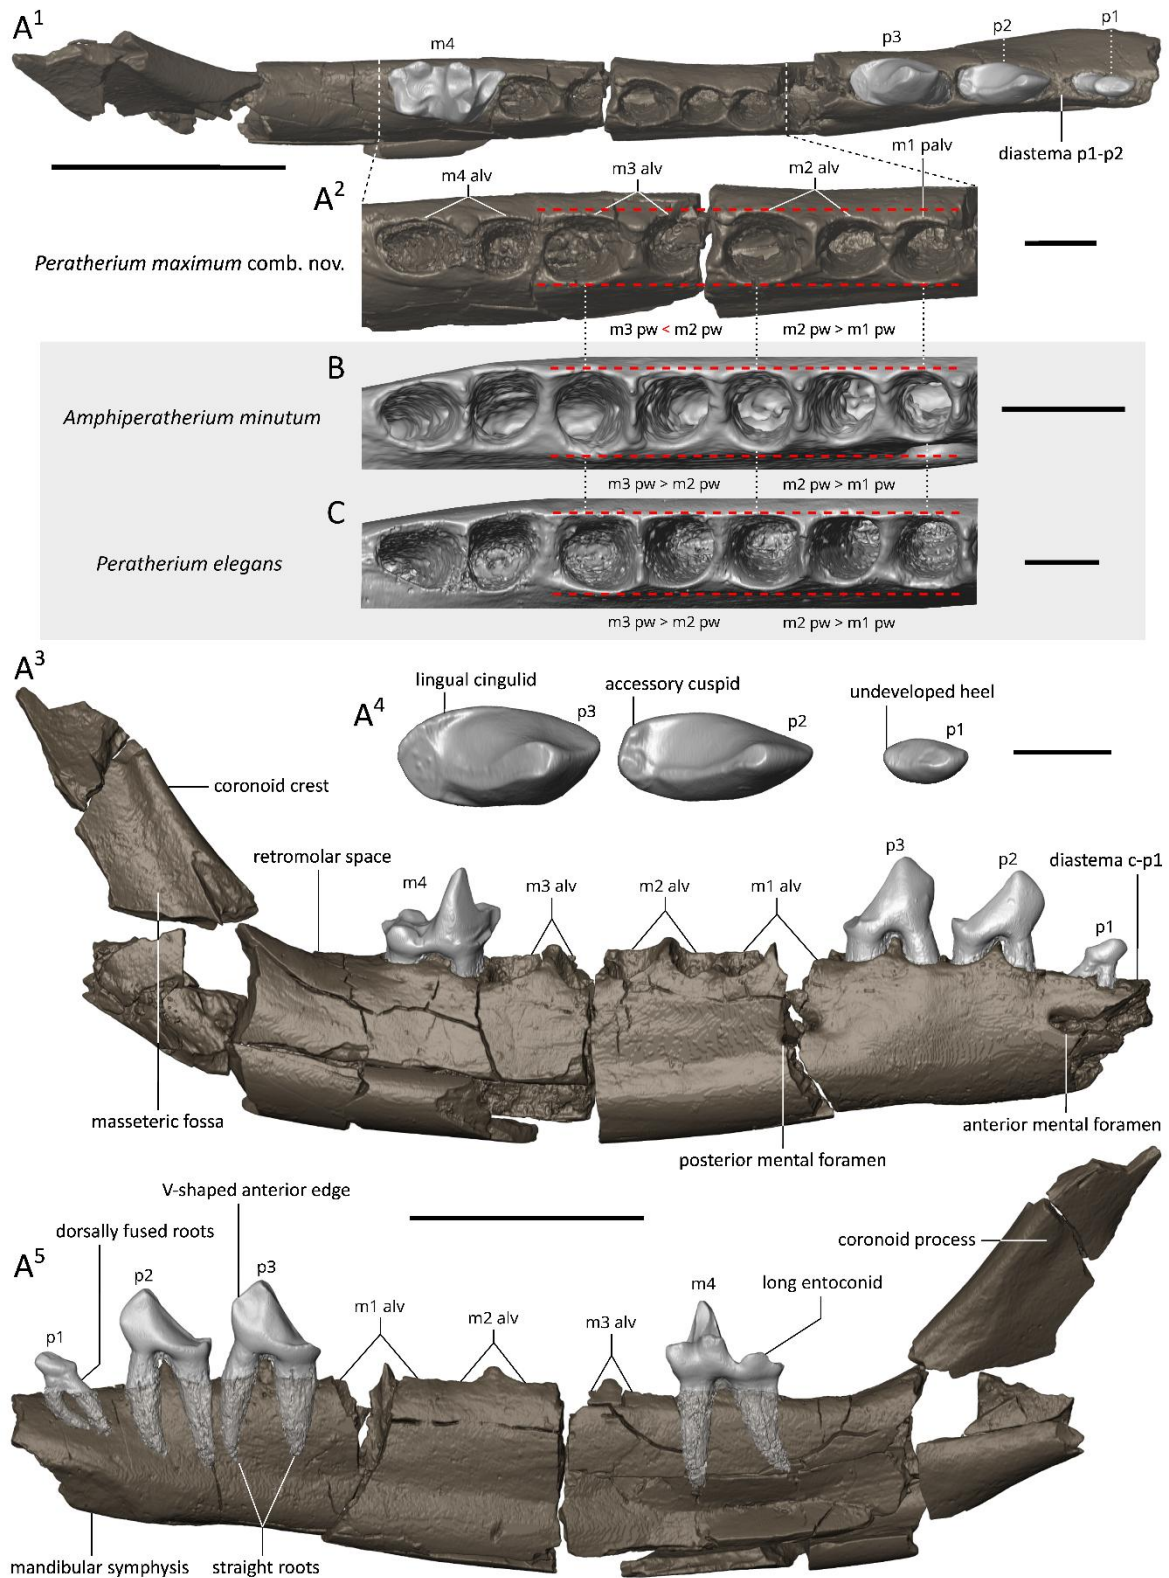 A1
m4
p3
p2
p1
diastema p1-p2
m1 palv
A2
m4 alv
m3 alv
m2 alv
Peratherium maximum comb. nov.
m3 pw < m2 pw
m2 pw > m1 pw
B
Amphiperatherium minutum
m3 pw > m2 pw
m2 pw > m1 pw
C
Peratherium elegans
m3 pw > m2 pw
m2 pw > m1 pw
A3
A4
lingual cingulid
p3
accessory cuspid
p2
undeveloped heel
p1
coronoid crest
retromolar space
m4
m3 alv
m2 alv
m1 alv
p3
p2
diastema c-p1
p1
masseteric fossa
posterior mental foramen
anterior mental foramen
A5
V-shaped anterior edge
dorsally fused roots
p1
p2
p3
m1 alv
m2 alv
m3 alv
m4
long entoconid
coronoid process
mandibular symphysis
straight roots